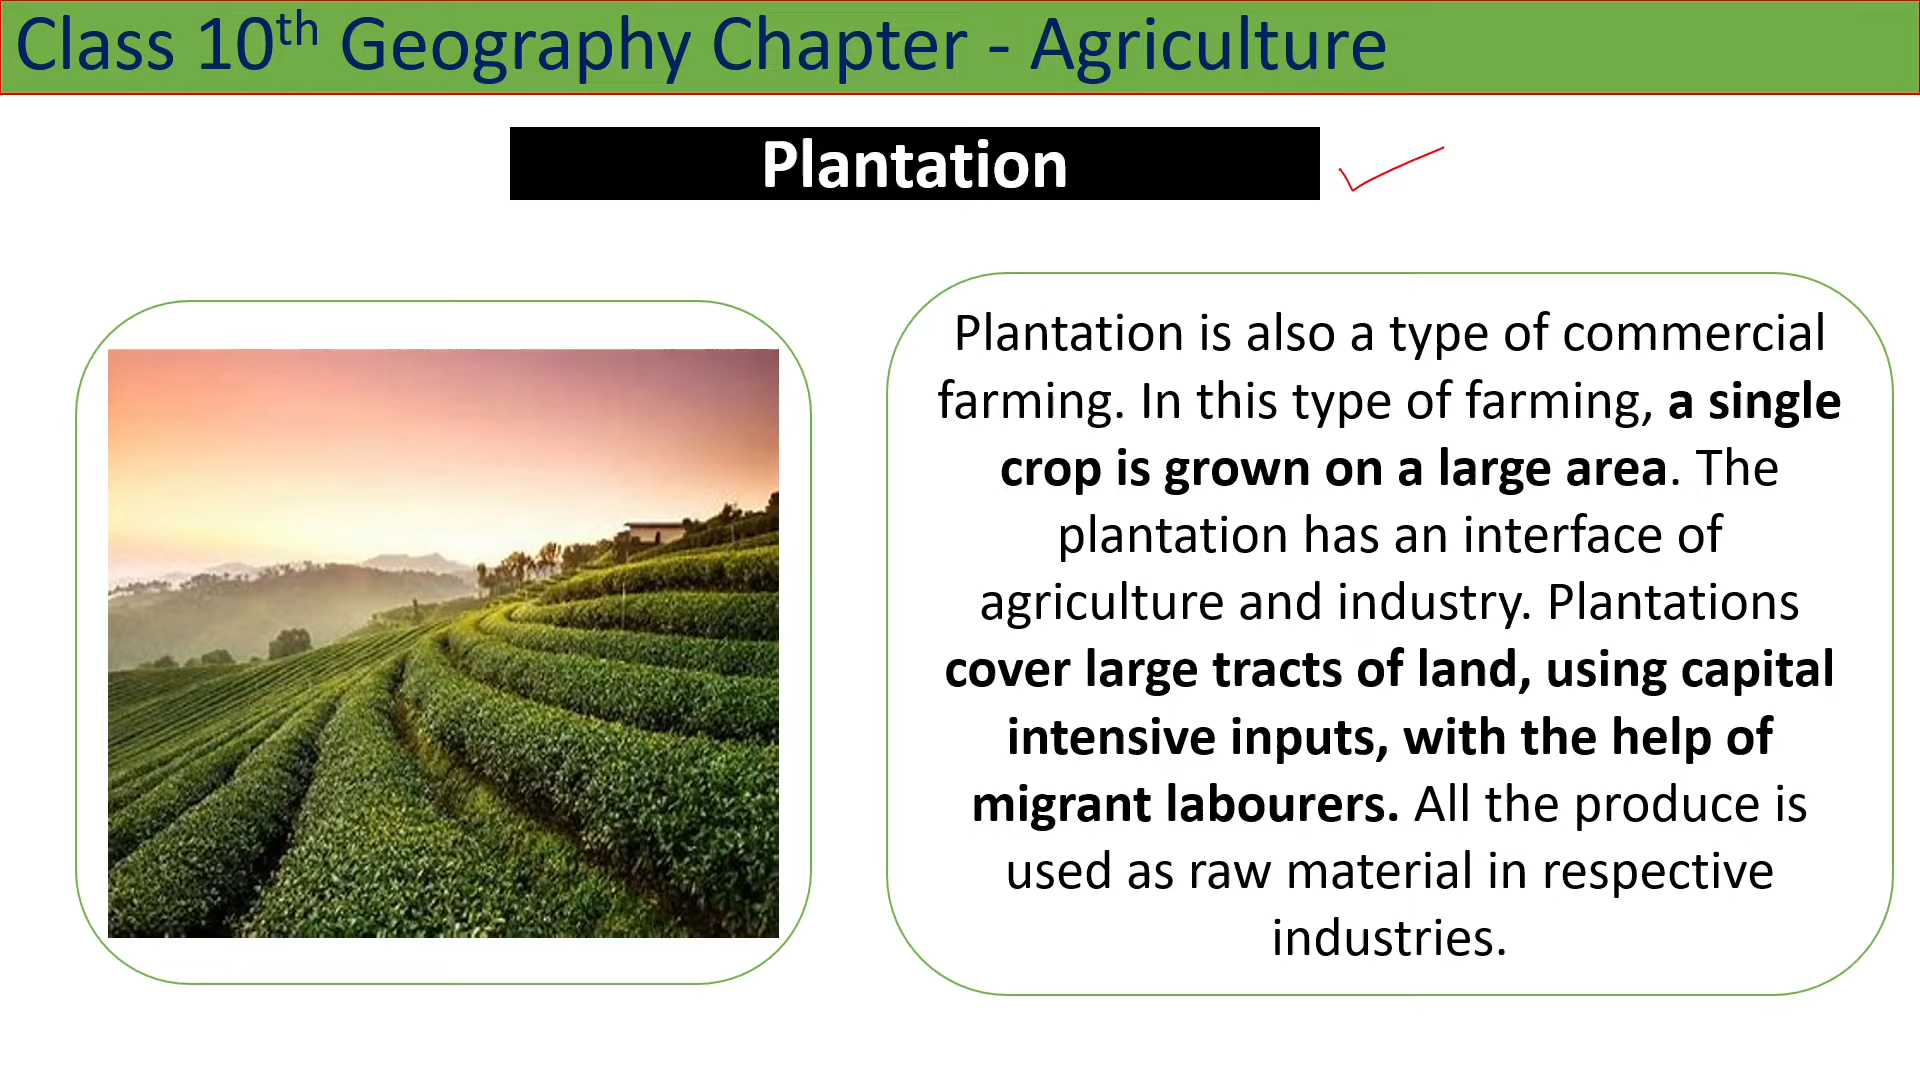 Class 10th Geography Chapter - Agriculture
Plantation
Plantation is also a type of commercial
farming. In this type of farming, a single
crop is grown on a large area. The
plantation has an interface of
agriculture and industry. Plantations
cover large tracts of land, using capital
intensive inputs, with the help of
migrant labourers. All the produce is
used as raw material in respective
industries.